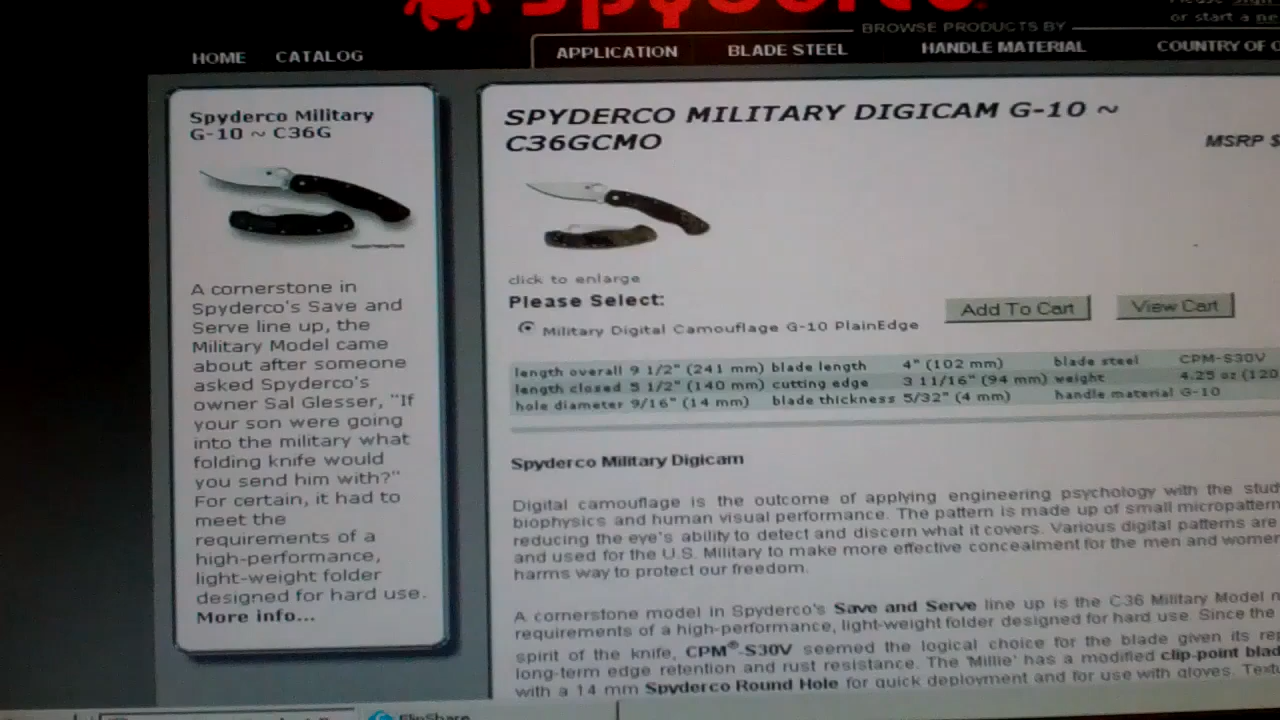 or start a
BROWSE PRODUCTS BY
HOME CATALOG APPLICATION BLADE STEEL HANDLE MATERIAL COUNTRY OF
Spyderco Military
G-10 ~ C36G
A cornerstone in
Spyderco's Save and
Serve line up, the
Military Model came
about after someone
asked Spyderco's
owner Sal Glesser, "If
your son were going
into the military what
folding knife would
you send him with?"
For certain, it had to
meet the
requirements of a
high-performance,
light-weight folder
designed for hard use.
More info...
SPYDERCO MILITARY DIGICAM G-10 ~
C36GCMO
MSRP $
click to enlarge
Please Select:
Military Digital Camouflage G-10 PlainEdge
Add To Cart View Cart
length overall 9 1/2" (241 mm) blade length 4" (102 mm) blade steel CPM-S30V
length closed 5 1/2" (140 mm) cutting edge 3 11/16" (94 mm) weight 4.25 oz (120
hole diameter 9/16" (14 mm) blade thickness 5/32" (4 mm) handle material G-10
Spyderco Military Digicam
Digital camouflage is the outcome of applying engineering psychology with the
biophysics and human visual performance. The pattern is made up of small
reducing the eye's ability to detect and discern what it covers. Various digital patterns are
and used for the U.S. Military to make more effective concealment for the men and women
harms way to protect our freedom.
A cornerstone model in Spyderco's Save and Serve line up is the C36 Military Model
requirements of a high-performance, light-weight folder designed for hard use. Since the
spirit of the knife, CPM®-S30V seemed the logical choice for the blade given its
long-term edge retention and rust resistance. The 'Millie' has a modified clip-point
with a 14 mm Spyderco Round Hole for quick deployment and for use with gloves.